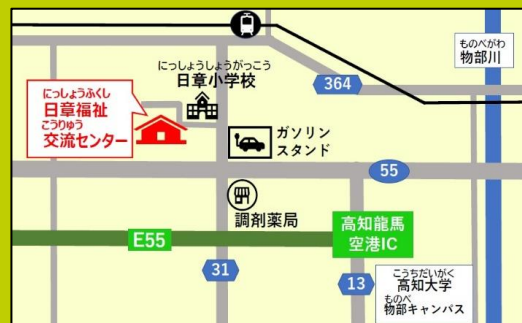 にっしょうしょうがっこう
日章小学校
ものべがわ
物部川
364
にっしょうふくし
日章福祉
こうりゅう
交流センター
ガソリン
スタンド
55
調剤薬局
高知龍馬
空港IC
E55
31
13
こうちだいがく
高知大学
ものべ
物部キャンパス